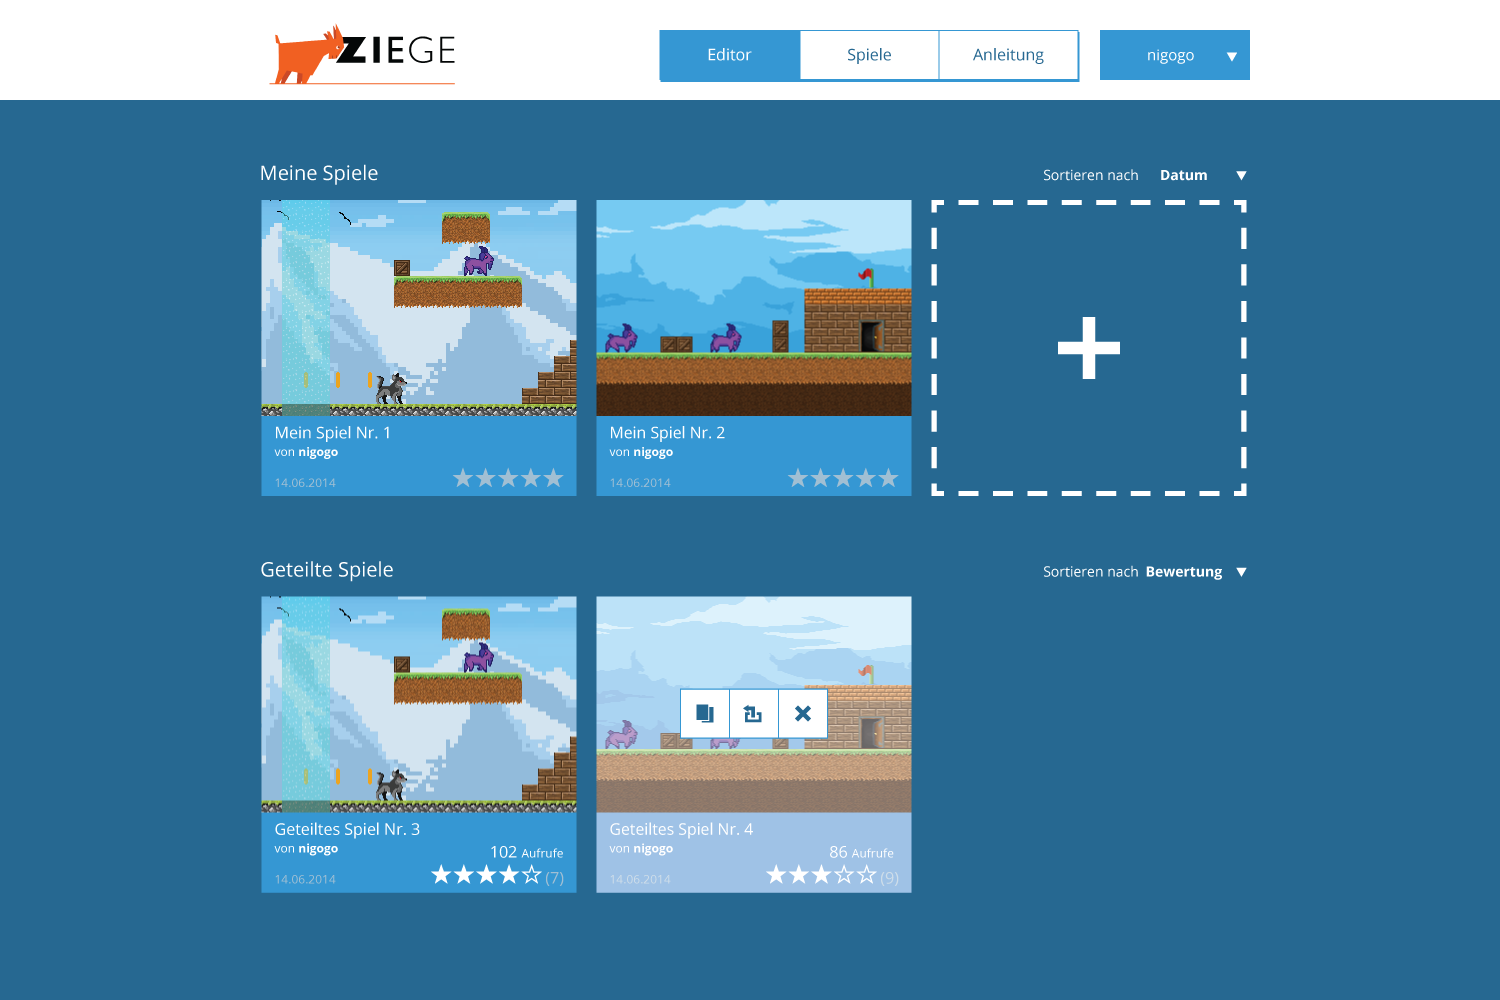 ZIEGE
Editor Spiele Anleitung nigogo
Meine Spiele
Sortieren nach Datum
Mein Spiel Nr. 1
von nigogo
14.06.2014
Mein Spiel Nr. 2
von nigogo
14.06.2014
Geteilte Spiele
Sortieren nach Bewertung
Geteiltes Spiel Nr. 3
von nigogo
102 Aufrufe
14.06.2014
(7)
Geteiltes Spiel Nr. 4
von nigogo
86 Aufrufe
14.06.2014
(9)